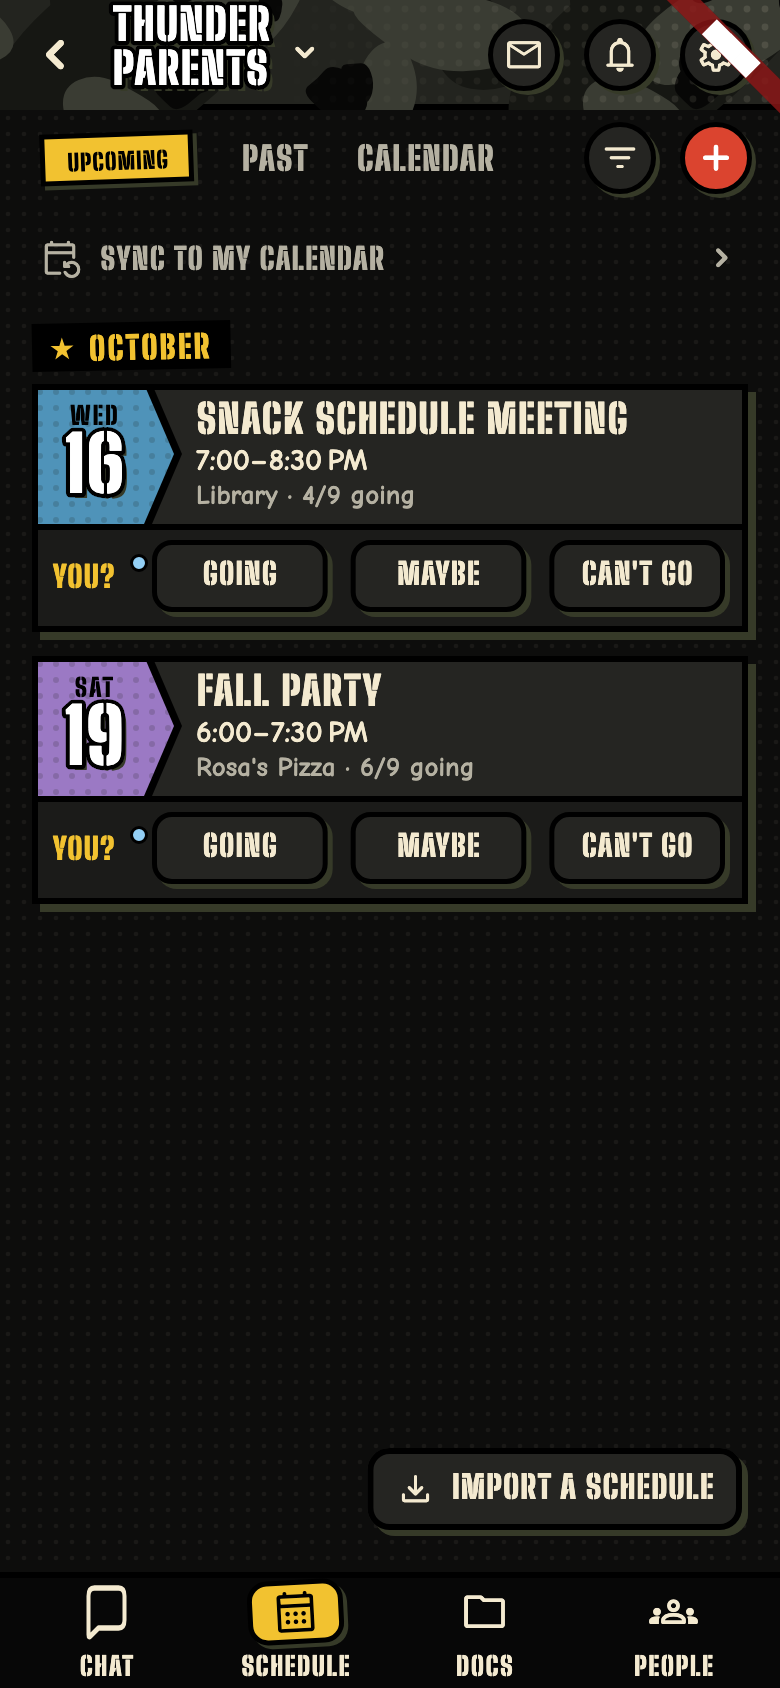 THUNDER
PARENTS
UPCOMING PAST CALENDAR
SYNC TO MY CALENDAR
★ OCTOBER
WED
16
SNACK SCHEDULE MEETING
7:00–8:30 PM
Library · 4/9 going
YOU? GOING MAYBE CAN'T GO
SAT
19
FALL PARTY
6:00–7:30 PM
Rosa's Pizza · 6/9 going
YOU? GOING MAYBE CAN'T GO
IMPORT A SCHEDULE
CHAT SCHEDULE DOCS PEOPLE